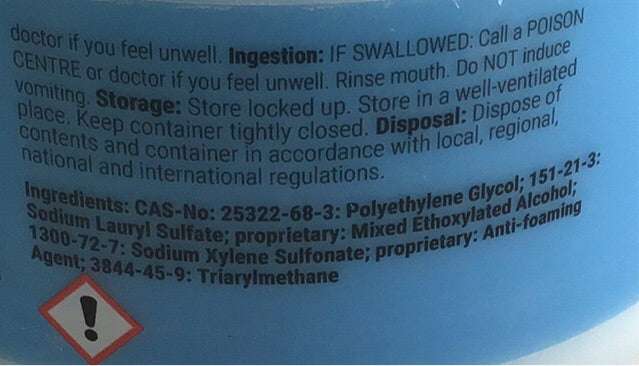 doctor if you feel unwell. Ingestion: IF SWALLOWED: Call a POISON
CENTRE or doctor if you feel unwell. Rinse mouth. Do NOT induce
vomiting. Storage: Store locked up. Store in a well-ventilated
place. Keep container tightly closed. Disposal: Dispose of
contents and container in accordance with local, regional,
national and international regulations.
Ingredients: CAS-No: 25322-68-3: Polyethylene Glycol; 151-21-3:
Sodium Lauryl Sulfate; proprietary: Mixed Ethoxylated Alcohol;
1300-72-7: Sodium Xylene Sulfonate; proprietary: Anti-foaming
Agent; 3844-45-9: Triarylmethane